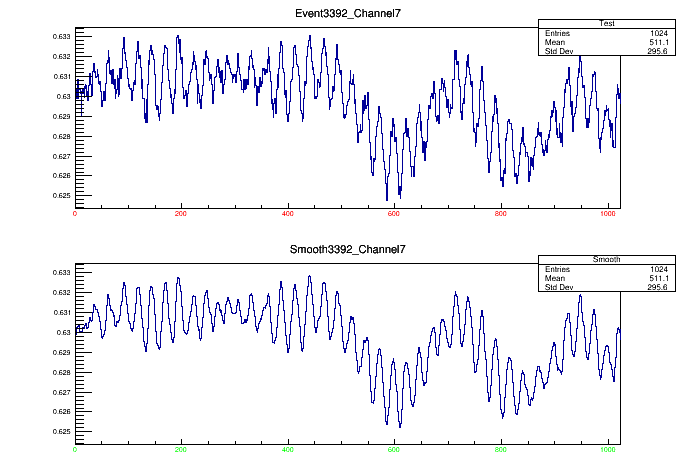 Event3392_Channel7
Test
Entries 1024
Mean 511.1
Std Dev 295.6
0.633
0.632
0.631
0.63
0.629
0.628
0.627
0.626
0.625
0 200 400 600 800 1000
Smooth3392_Channel7
Smooth
Entries 1024
Mean 511.1
Std Dev 295.6
0.633
0.632
0.631
0.63
0.629
0.628
0.627
0.626
0.625
0 200 400 600 800 1000